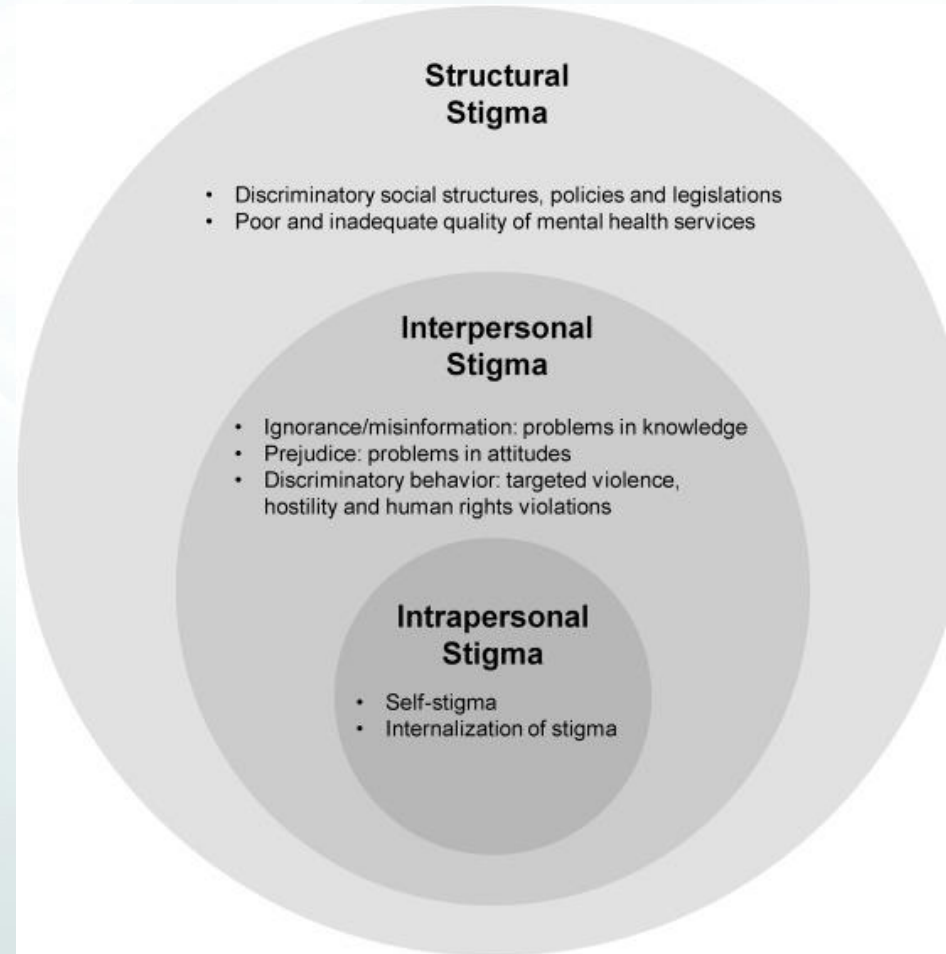 Structural
Stigma
• Discriminatory social structures, policies and legislations
• Poor and inadequate quality of mental health services
Interpersonal
Stigma
• Ignorance/misinformation: problems in knowledge
• Prejudice: problems in attitudes
• Discriminatory behavior: targeted violence,
hostility and human rights violations
Intrapersonal
Stigma
• Self-stigma
• Internalization of stigma